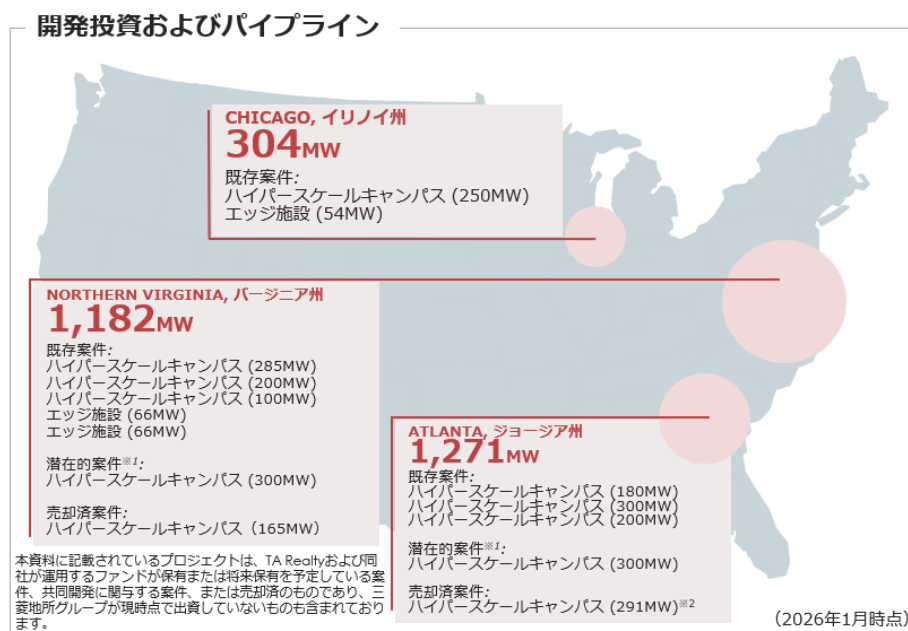 開発投資およびパイプライン
CHICAGO, イリノイ州
304MW
既存案件:
ハイパースケールキャンパス (250MW)
エッジ施設 (54MW)
NORTHERN VIRGINIA, バージニア州
1,182MW
既存案件:
ハイパースケールキャンパス (285MW)
ハイパースケールキャンパス (200MW)
ハイパースケールキャンパス (100MW)
エッジ施設 (66MW)
エッジ施設 (66MW)
潜在的案件※1:
ハイパースケールキャンパス (300MW)
売却済案件:
ハイパースケールキャンパス（165MW）
ATLANTA, ジョージア州
1,271MW
既存案件:
ハイパースケールキャンパス (180MW)
ハイパースケールキャンパス (300MW)
ハイパースケールキャンパス (200MW)
潜在的案件※1:
ハイパースケールキャンパス (300MW)
売却済案件:
ハイパースケールキャンパス (291MW)※2
本資料に記載されているプロジェクトは、TA Realtyおよび同
社が運用するファンドが保有または将来保有を予定している案
件、共同開発に関与する案件、または売却済のものであり、三
菱地所グループが現時点で出資していないものも含まれており
ます。
（2026年1月時点）